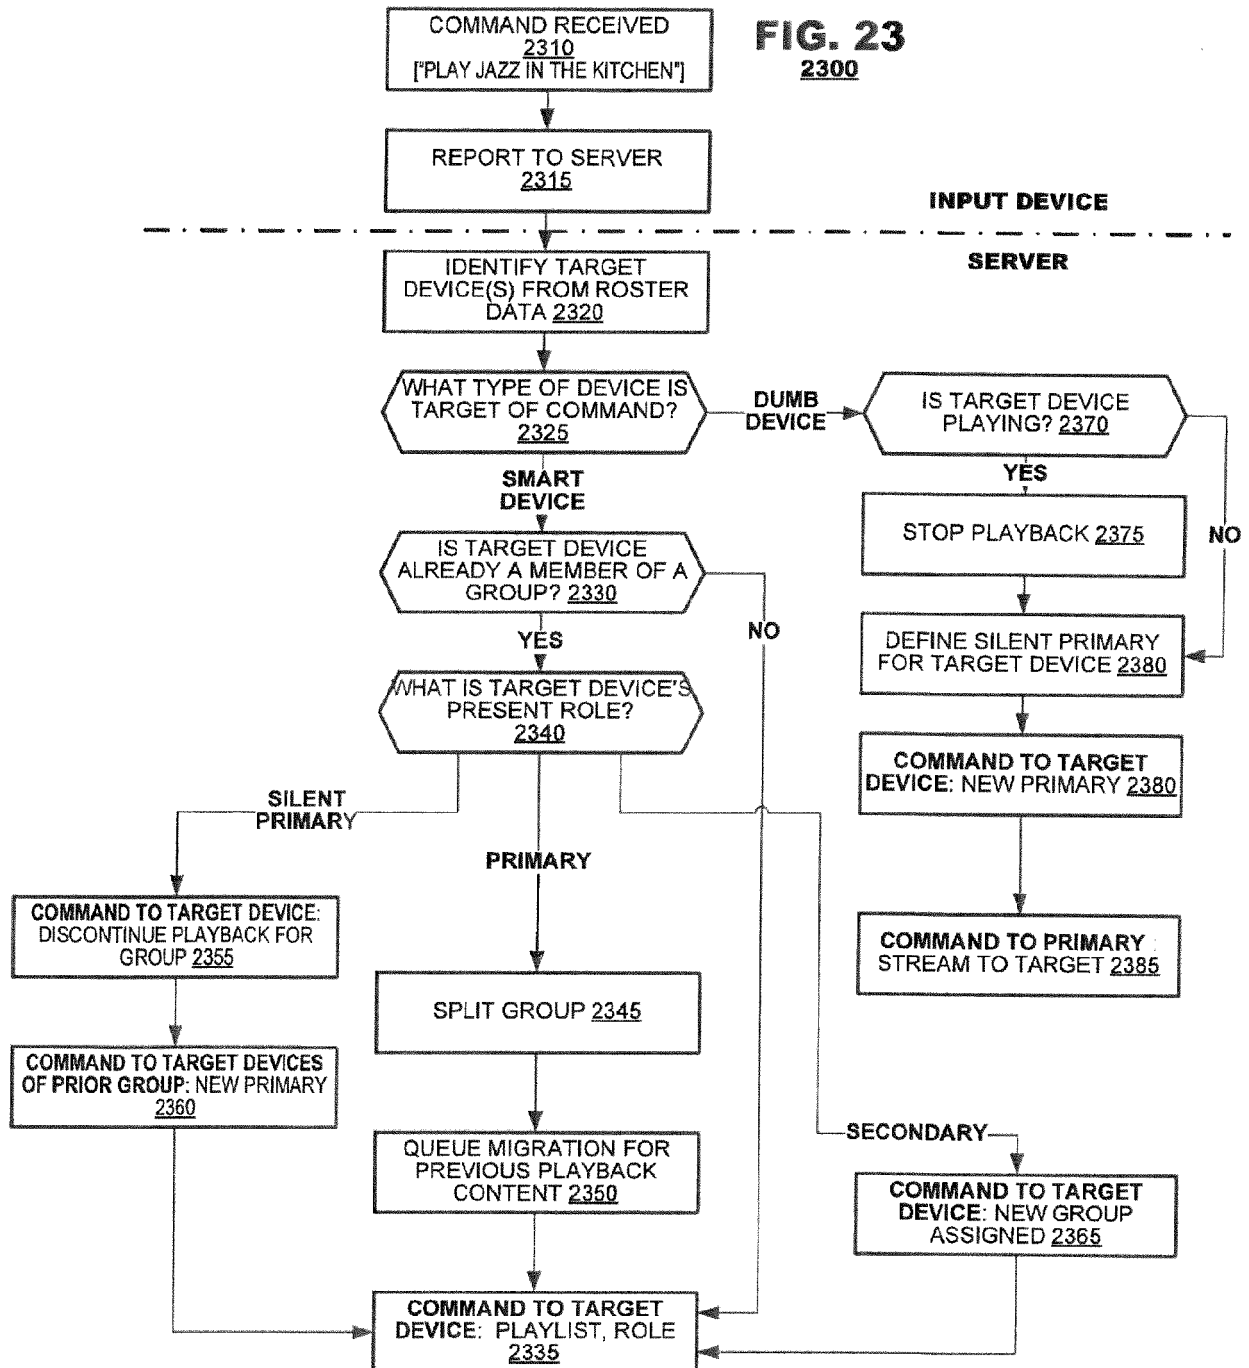 COMMAND RECEIVED
2310
["PLAY JAZZ IN THE KITCHEN"]
FIG. 23
2300
REPORT TO SERVER
2315
INPUT DEVICE
SERVER
IDENTIFY TARGET
DEVICE(S) FROM ROSTER
DATA 2320
WHAT TYPE OF DEVICE IS
TARGET OF COMMAND?
2325
DUMB
DEVICE
IS TARGET DEVICE
PLAYING? 2370
YES
NO
STOP PLAYBACK 2375
DEFINE SILENT PRIMARY
FOR TARGET DEVICE 2380
COMMAND TO TARGET
DEVICE: NEW PRIMARY 2380
COMMAND TO PRIMARY :
STREAM TO TARGET 2385
SMART
DEVICE
IS TARGET DEVICE
ALREADY A MEMBER OF A
GROUP? 2330
NO
YES
WHAT IS TARGET DEVICE'S
PRESENT ROLE?
2340
SILENT
PRIMARY
COMMAND TO TARGET DEVICE:
DISCONTINUE PLAYBACK FOR
GROUP 2355
COMMAND TO TARGET DEVICES
OF PRIOR GROUP: NEW PRIMARY
2360
PRIMARY
SPLIT GROUP 2345
QUEUE MIGRATION FOR
PREVIOUS PLAYBACK
CONTENT 2350
SECONDARY
COMMAND TO TARGET
DEVICE: NEW GROUP
ASSIGNED 2365
COMMAND TO TARGET
DEVICE: PLAYLIST, ROLE
2335